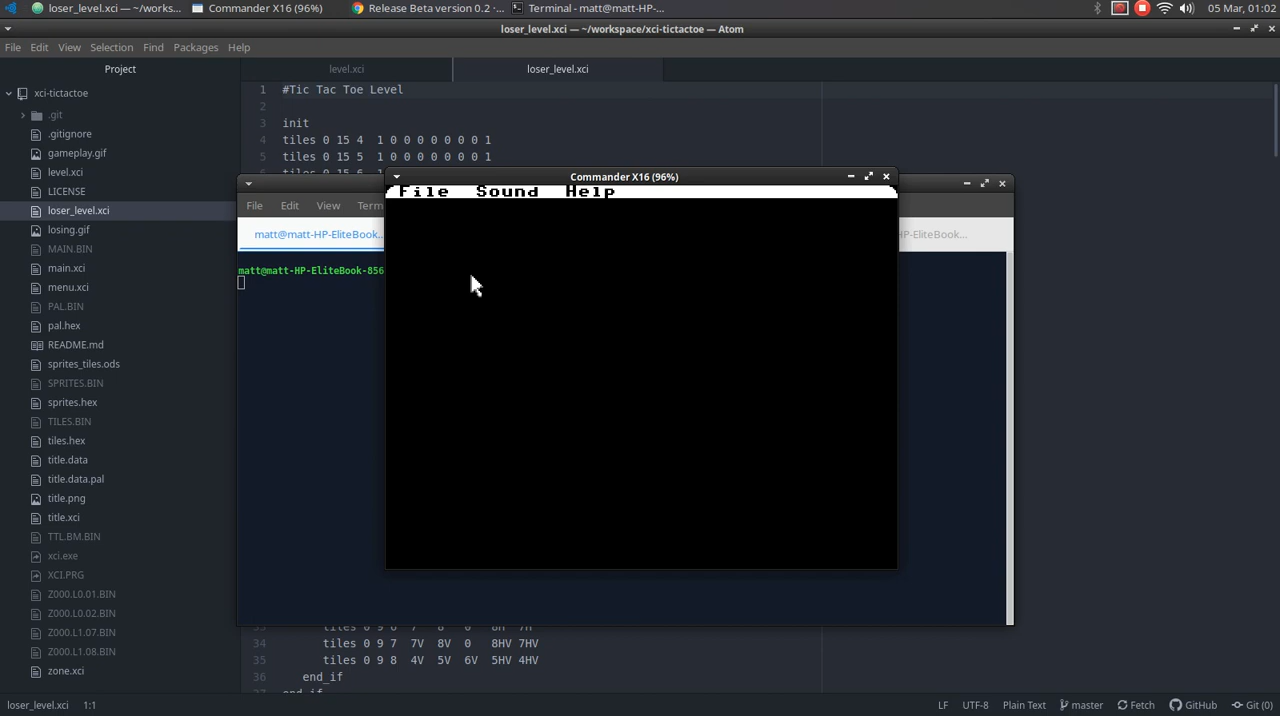 loser_level.xci — ~/works...
Commander X16 (96%)
Release Beta version 0.2 ·...
Terminal - matt@matt-HP-...
05 Mar, 01:02
loser_level.xci — ~/workspace/xci-tictactoe — Atom
File Edit View Selection Find Packages Help
Project
level.xci
loser_level.xci
xci-tictactoe
.git
.gitignore
gameplay.gif
level.xci
LICENSE
loser_level.xci
losing.gif
MAIN.BIN
main.xci
menu.xci
PAL.BIN
pal.hex
README.md
sprites_tiles.ods
SPRITES.BIN
sprites.hex
TILES.BIN
tiles.hex
title.data
title.data.pal
title.png
title.xci
TTL.BM.BIN
xci.exe
XCI.PRG
Z000.L0.01.BIN
Z000.L0.02.BIN
Z000.L1.07.BIN
Z000.L1.08.BIN
zone.xci
1 #Tic Tac Toe Level
2
3 init
4 tiles 0 15 4 1 0 0 0 0 0 0 0 1
5 tiles 0 15 5 1 0 0 0 0 0 0 0 1
Commander X16 (96%)
File Sound Help
File Edit View Term
matt@matt-HP-EliteBook...
HP-EliteBook...
matt@matt-HP-EliteBook-856
34 tiles 0 9 7 7V 8V 0 8HV 7HV
35 tiles 0 9 8 4V 5V 6V 5HV 4HV
36 end_if
37 end_if
loser_level.xci 1:1
LF UTF-8 Plain Text master Fetch GitHub Git (0)